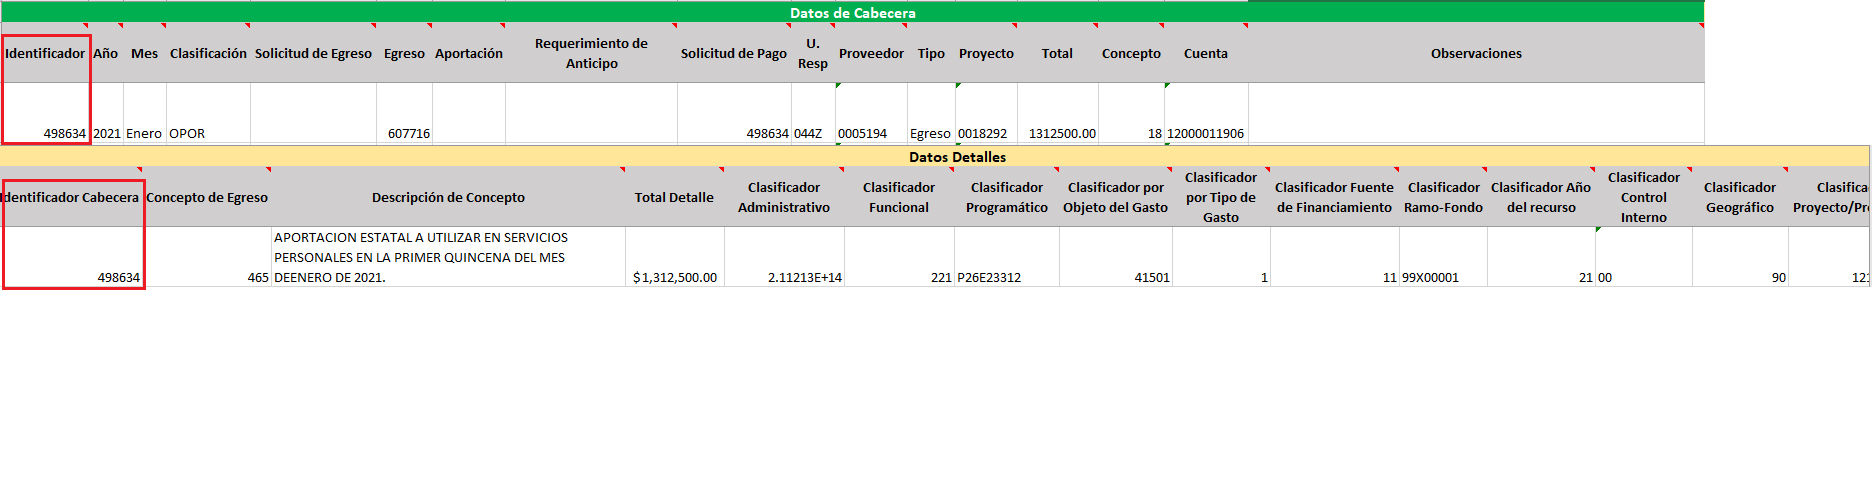 Datos de Cabecera
Identificador Año Mes Clasificación Solicitud de Egreso Egreso Aportación Requerimiento de Anticipo Solicitud de Pago U. Resp Proveedor Tipo Proyecto Total Concepto Cuenta Observaciones
498634 2021 Enero OPOR 607716 498634 044Z 0005194 Egreso 0018292 1312500.00 18 12000011906
Datos Detalles
Identificador Cabecera Concepto de Egreso Descripción de Concepto Total Detalle Clasificador Administrativo Clasificador Funcional Clasificador Programático Clasificador por Objeto del Gasto Clasificador por Tipo de Gasto Clasificador Fuente de Financiamiento Clasificador Ramo-Fondo Clasificador Año del recurso Clasificador Control Interno Clasificador Geográfico Clasifica Proyecto/Pr
APORTACION ESTATAL A UTILIZAR EN SERVICIOS
PERSONALES EN LA PRIMER QUINCENA DEL MES
498634 465 DEENERO DE 2021. $1,312,500.00 2.11213E+14 221 P26E23312 41501 1 11 99X00001 21 00 90 121